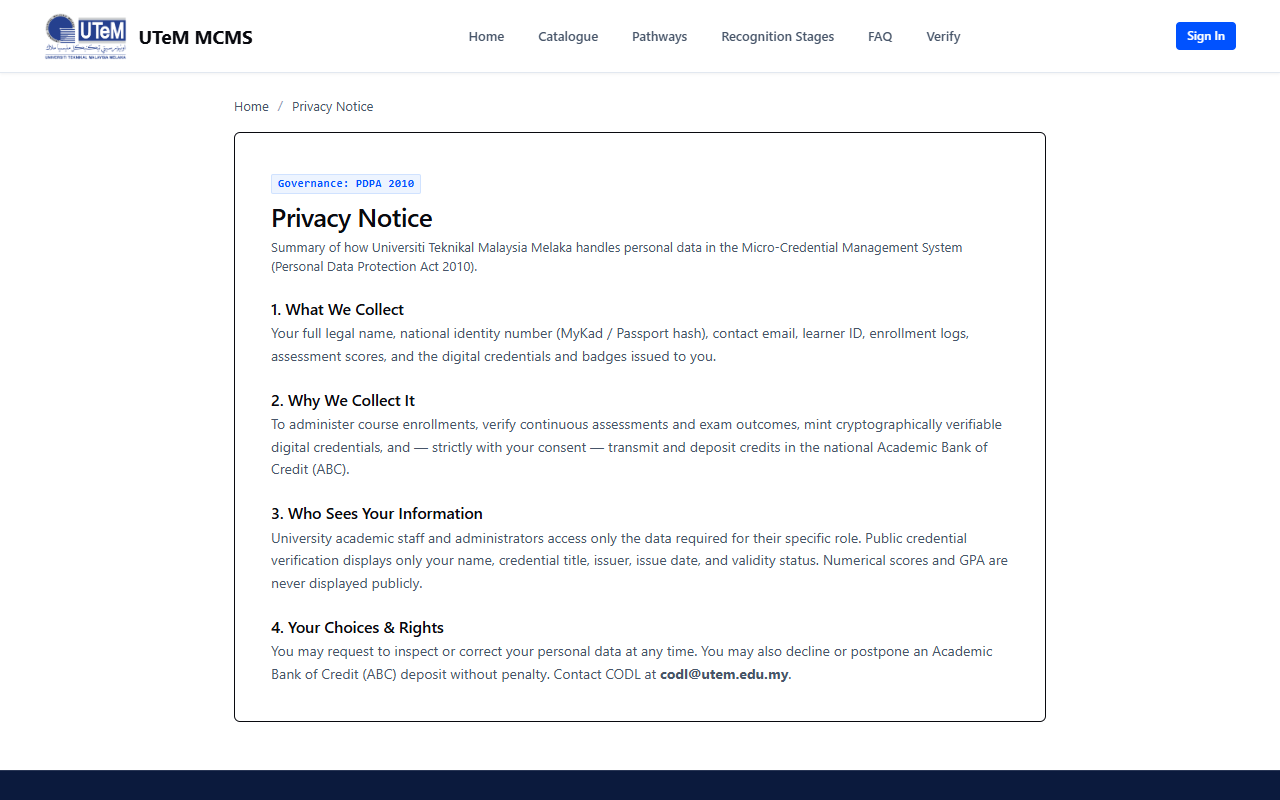 UTeM
UNIVERSITI TEKNIKAL MALAYSIA MELAKA
UTeM MCMS
Home
Catalogue
Pathways
Recognition Stages
FAQ
Verify
Sign In
Home / Privacy Notice
Governance: PDPA 2010
Privacy Notice
Summary of how Universiti Teknikal Malaysia Melaka handles personal data in the Micro-Credential Management System
(Personal Data Protection Act 2010).
1. What We Collect
Your full legal name, national identity number (MyKad / Passport hash), contact email, learner ID, enrollment logs,
assessment scores, and the digital credentials and badges issued to you.
2. Why We Collect It
To administer course enrollments, verify continuous assessments and exam outcomes, mint cryptographically verifiable
digital credentials, and — strictly with your consent — transmit and deposit credits in the national Academic Bank of
Credit (ABC).
3. Who Sees Your Information
University academic staff and administrators access only the data required for their specific role. Public credential
verification displays only your name, credential title, issuer, issue date, and validity status. Numerical scores and GPA are
never displayed publicly.
4. Your Choices & Rights
You may request to inspect or correct your personal data at any time. You may also decline or postpone an Academic
Bank of Credit (ABC) deposit without penalty. Contact CODL at codl@utem.edu.my.